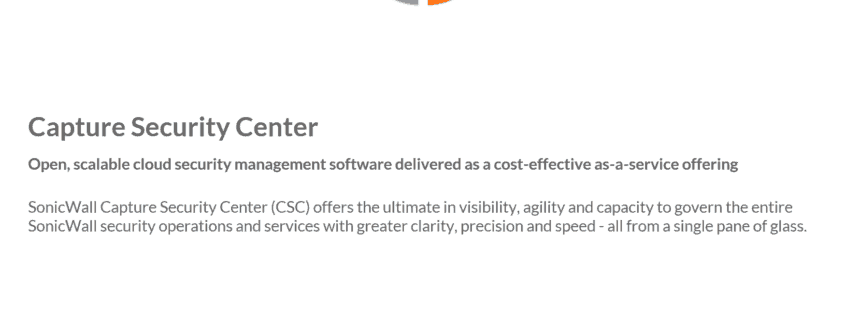 Capture Security Center
Open, scalable cloud security management software delivered as a cost-effective as-a-service offering
SonicWall Capture Security Center (CSC) offers the ultimate in visibility, agility and capacity to govern the entire
SonicWall security operations and services with greater clarity, precision and speed - all from a single pane of glass.